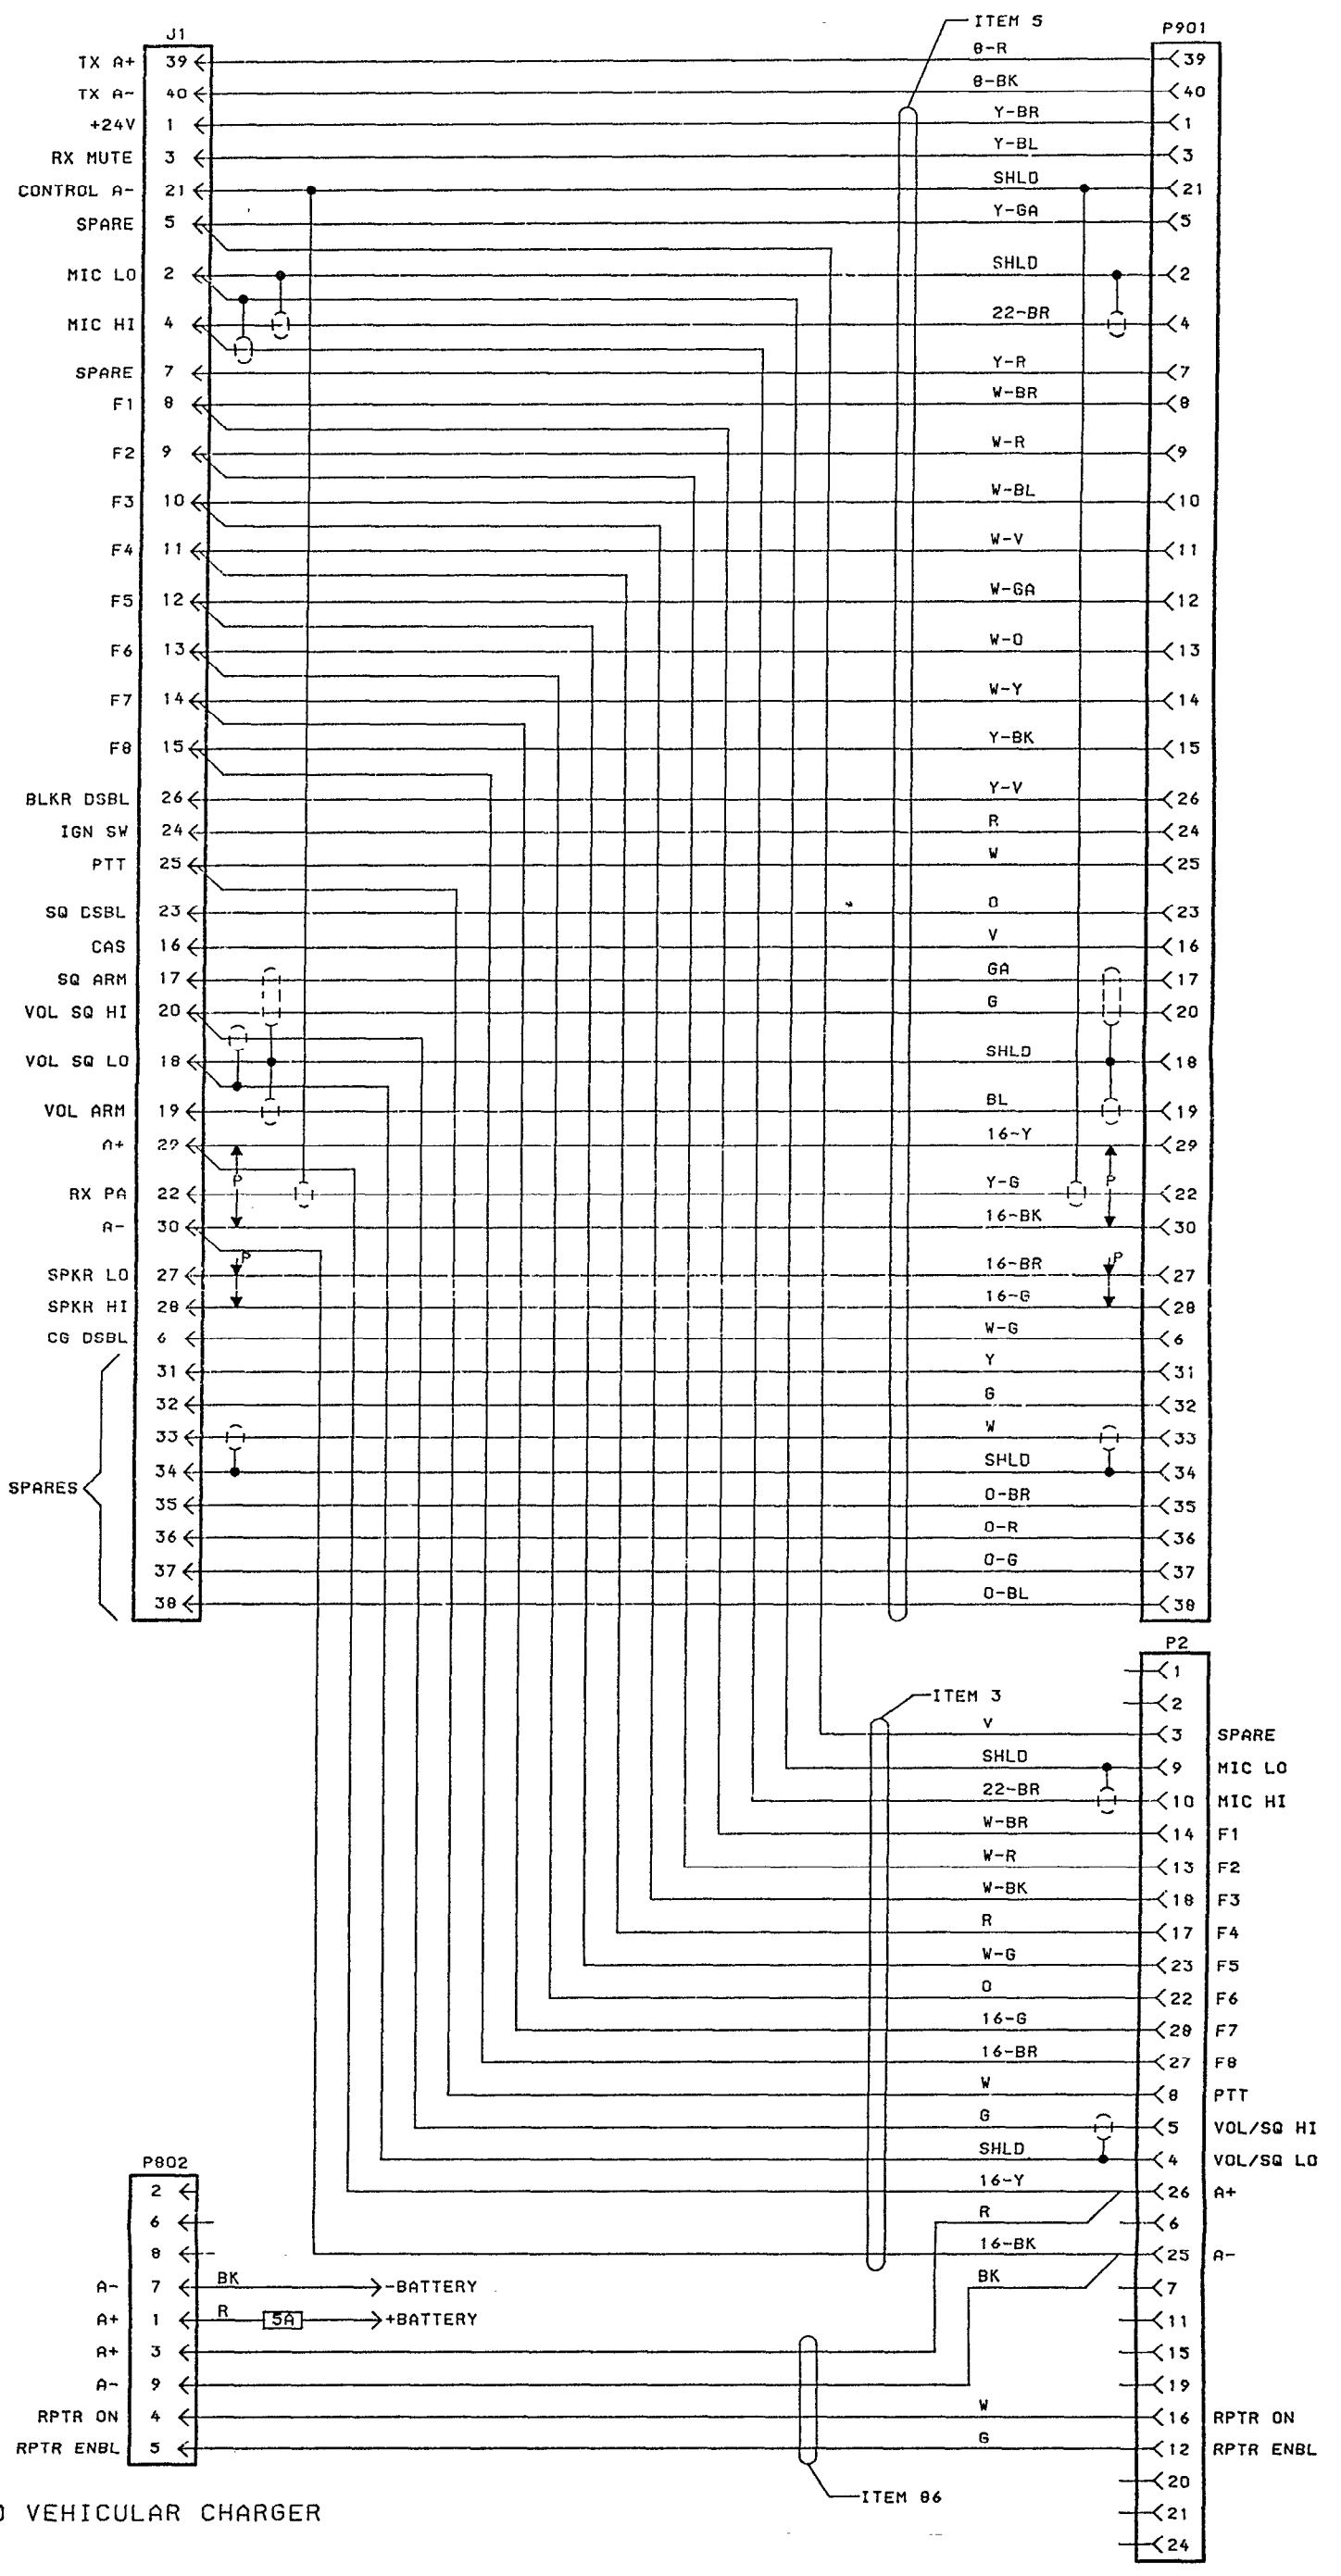 ITEM 5
J1 P901
TX A+ 39 8-R 39
TX A- 40 8-BK 40
+24V 1 Y-BR 1
RX MUTE 3 Y-BL 3
CONTROL A- 21 SHLD 21
SPARE 5 Y-GA 5
MIC LO 2 SHLD 2
MIC HI 4 22-BR 4
SPARE 7 Y-R 7
F1 8 W-BR 8
F2 9 W-R 9
F3 10 W-BL 10
F4 11 W-V 11
F5 12 W-GA 12
F6 13 W-O 13
F7 14 W-Y 14
F8 15 Y-BK 15
BLKR DSBL 26 Y-V 26
IGN SW 24 R 24
PTT 25 W 25
SQ DSBL 23 O 23
CAS 16 V 16
SQ ARM 17 GA 17
VOL SQ HI 20 G 20
VOL SQ LO 18 SHLD 18
VOL ARM 19 BL 19
A+ 29 16-Y 29
P P
RX PA 22 Y-G 22
A- 30 16-BK 30
P P
SPKR LO 27 16-BR 27
SPKR HI 28 16-G 28
CG DSBL 6 W-G 6
31 Y 31
32 G 32
33 W 33
34 SHLD 34
SPARES
35 O-BR 35
36 O-R 36
37 O-G 37
38 O-BL 38
P2
1
2
ITEM 3
V 3 SPARE
SHLD 9 MIC LO
22-BR 10 MIC HI
W-BR 14 F1
W-R 13 F2
W-BK 18 F3
R 17 F4
W-G 23 F5
O 22 F6
16-G 28 F7
16-BR 27 F8
W 8 PTT
G 5 VOL/SQ HI
SHLD 4 VOL/SQ LO
P802
2 16-Y 26 A+
6 R 6
8 16-BK 25 A-
A- 7 BK -BATTERY BK 7
A+ 1 R 5A +BATTERY 11
A+ 3 15
A- 9 19
RPTR ON 4 W 16 RPTR ON
RPTR ENBL 5 G 12 RPTR ENBL
20
ITEM 86
VEHICULAR CHARGER
21
24